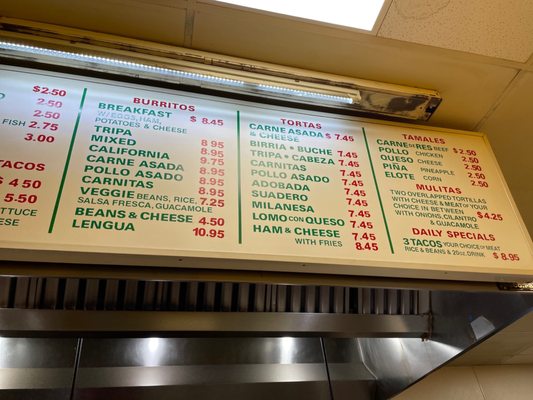 $2.50
2.50
2.50
FISH 2.75
3.00
TACOS
$4.50
5.50
TTUCE
CHEESE
BURRITOS
BREAKFAST $8.45
W/EGGS, HAM,
POTATOES & CHEESE
TRIPA 8.95
MIXED 8.95
CALIFORNIA 9.75
CARNE ASADA 8.95
POLLO ASADO 8.95
CARNITAS 8.95
VEGGIE BEANS, RICE, 7.25
SALSA FRESCA, GUACAMOLE
BEANS & CHEESE 4.50
LENGUA 10.95
TORTAS
CARNE ASADA $7.45
& CHEESE
BIRRIA • BUCHE 7.45
TRIPA • CABEZA 7.45
CARNITAS 7.45
POLLO ASADO 7.45
ADOBADA 7.45
SUADERO 7.45
MILANESA 7.45
LOMO CON QUESO 7.45
HAM & CHEESE 7.45
WITH FRIES 8.45
TAMALES
RES BEEF $2.50
POLLO CHICKEN 2.50
QUESO CHEESE 2.50
PIÑA PINEAPPLE 2.50
ELOTE CORN 2.50
MULITAS
TWO OVERLAPPED TORTILLAS
WITH CHEESE & MEAT OF YOUR
CHOICE IN BETWEEN $4.25
WITH ONIONS, CILANTRO
& GUACAMOLE
DAILY SPECIALS
3 TACOS YOUR CHOICE OF MEAT
RICE & BEANS & 20oz. DRINK $8.95